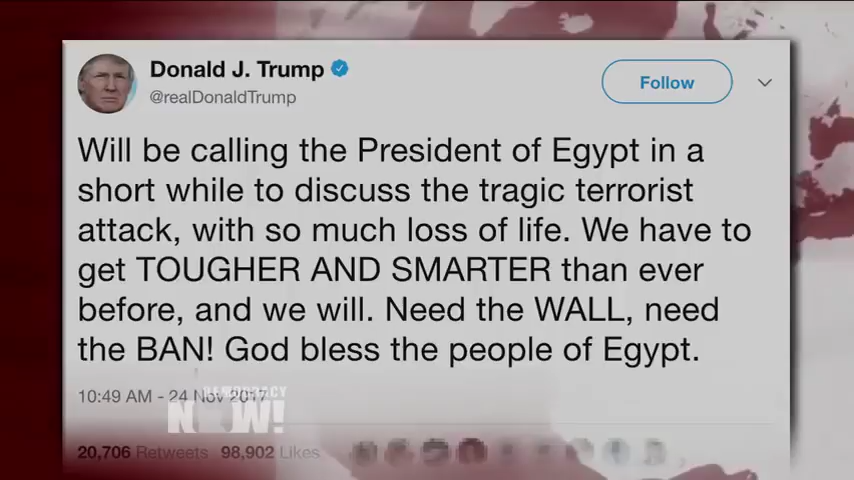 Donald J. Trump
@realDonaldTrump
Follow
Will be calling the President of Egypt in a
short while to discuss the tragic terrorist
attack, with so much loss of life. We have to
get TOUGHER AND SMARTER than ever
before, and we will. Need the WALL, need
the BAN! God bless the people of Egypt.
10:49 AM - 24 Nov 2017
DEMOCRACY
NOW!
20,706 Retweets 98,902 Likes